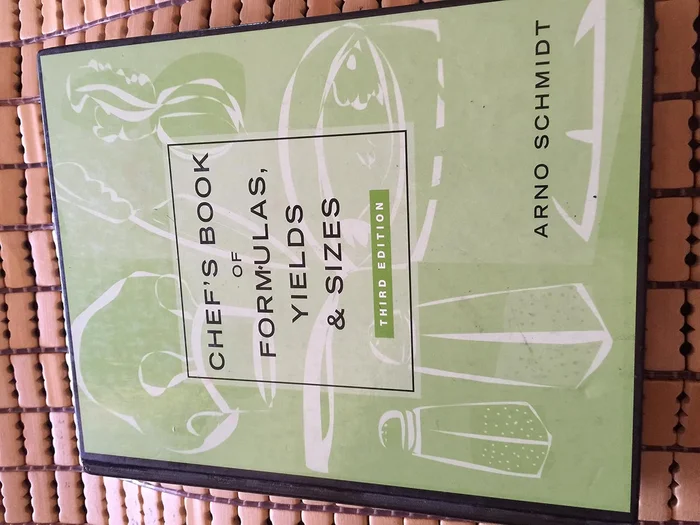 CHEF'S BOOK
OF
FORMULAS,
YIELDS
& SIZES
THIRD EDITION
ARNO SCHMIDT